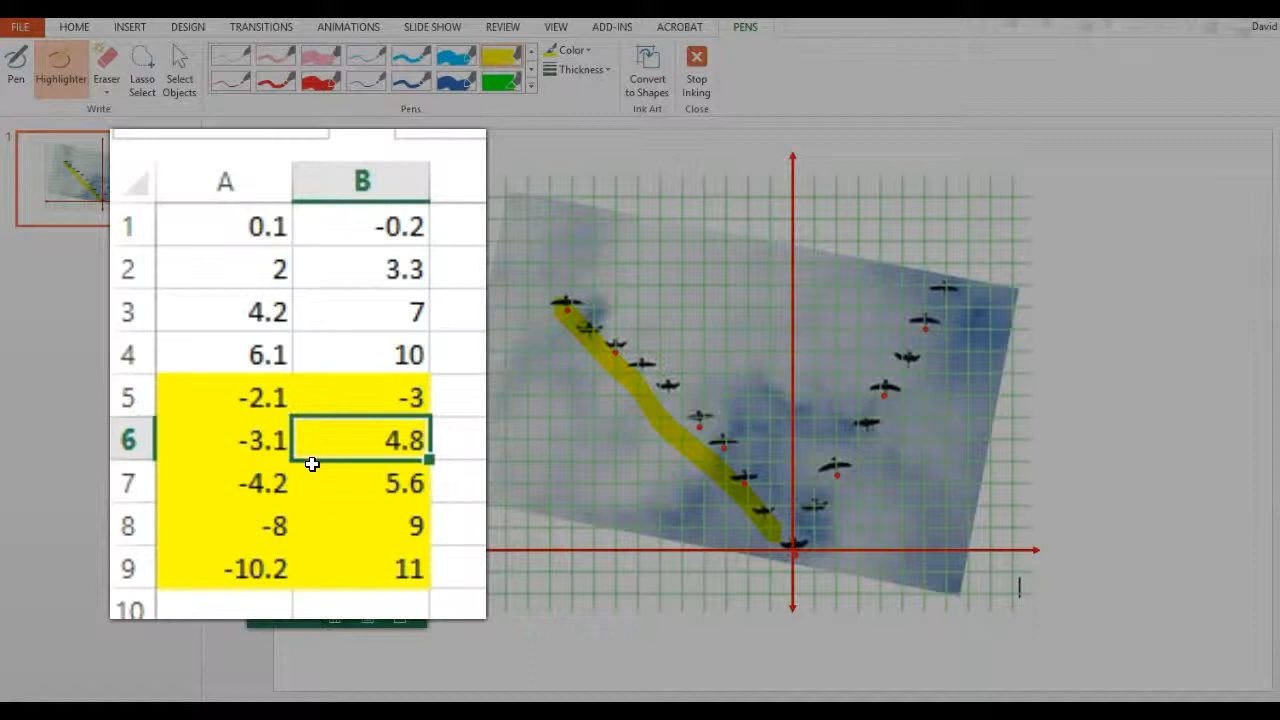 FILE HOME INSERT DESIGN TRANSITIONS ANIMATIONS SLIDE SHOW REVIEW VIEW ADD-INS ACROBAT PENS David
Pen Highlighter Eraser Lasso Select Select Objects Color Thickness Convert to Shapes Stop Inking
Write Pens Ink Art Close
1
A B
1 0.1 -0.2
2 2 3.3
3 4.2 7
4 6.1 10
5 -2.1 -3
6 -3.1 4.8
7 -4.2 5.6
8 -8 9
9 -10.2 11
10